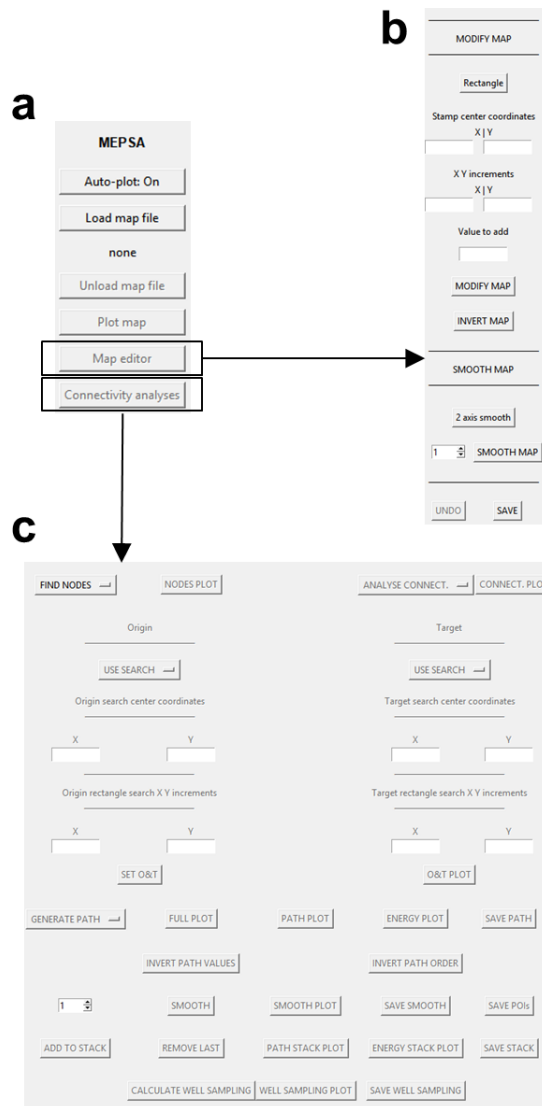 b
MODIFY MAP
Rectangle
Stamp center coordinates
X | Y
X Y increments
X | Y
Value to add
MODIFY MAP
INVERT MAP
SMOOTH MAP
2 axis smooth
1 SMOOTH MAP
UNDO SAVE
a
MEPSA
Auto-plot: On
Load map file
none
Unload map file
Plot map
Map editor
Connectivity analyses
c
FIND NODES NODES PLOT ANALYSE CONNECT. CONNECT. PLO
Origin Target
USE SEARCH USE SEARCH
Origin search center coordinates Target search center coordinates
X Y X Y
Origin rectangle search X Y increments Target rectangle search X Y increments
X Y X Y
SET O&T O&T PLOT
GENERATE PATH FULL PLOT PATH PLOT ENERGY PLOT SAVE PATH
INVERT PATH VALUES INVERT PATH ORDER
1 SMOOTH SMOOTH PLOT SAVE SMOOTH SAVE POIs
ADD TO STACK REMOVE LAST PATH STACK PLOT ENERGY STACK PLOT SAVE STACK
CALCULATE WELL SAMPLING WELL SAMPLING PLOT SAVE WELL SAMPLING